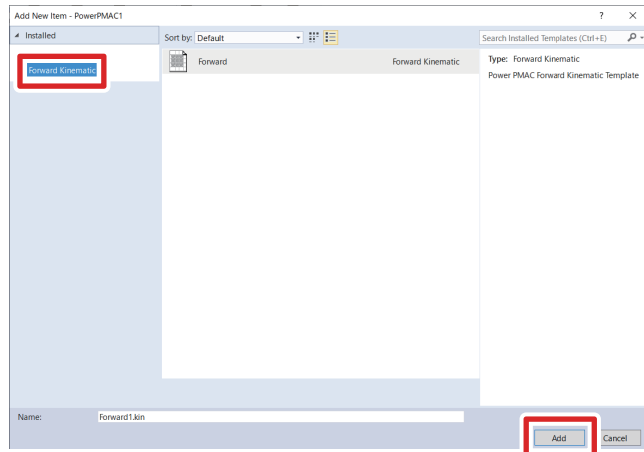 Add New Item - PowerPMAC1
? ×
Installed
Sort by: Default
Search Installed Templates (Ctrl+E)
Forward Kinematic
Forward
Forward Kinematic
Type: Forward Kinematic
Power PMAC Forward Kinematic Template
Name:
Forward1.kin
Add
Cancel